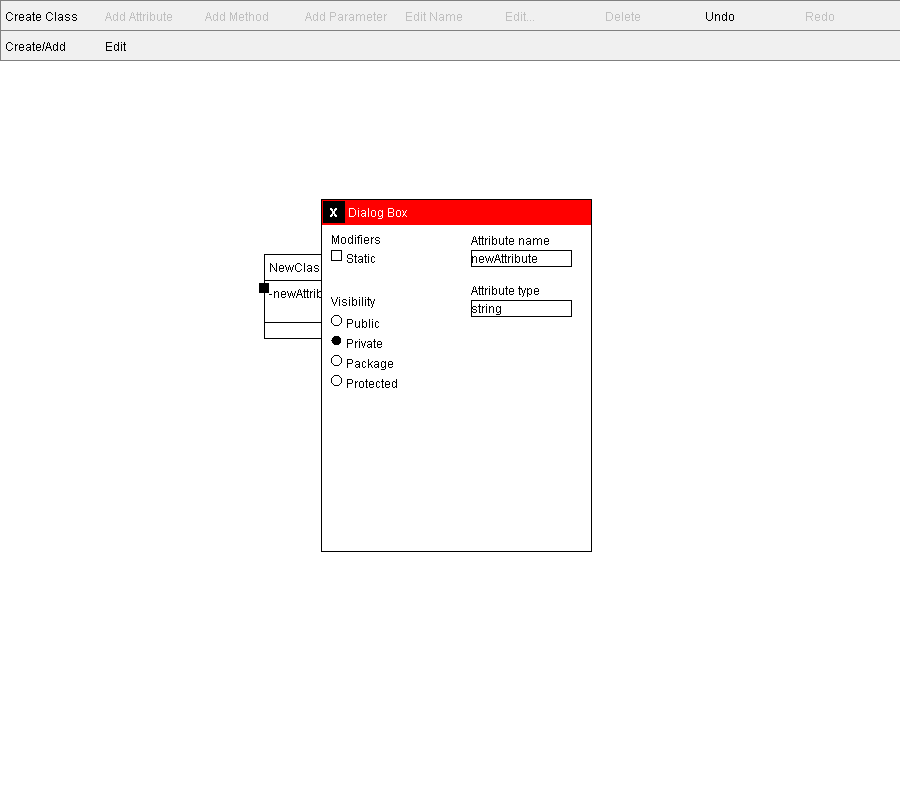 Create Class Add Attribute Add Method Add Parameter Edit Name Edit... Delete Undo Redo
Create/Add Edit
X Dialog Box
Modifiers
Static
Visibility
Public
Private
Package
Protected
Attribute name
newAttribute
Attribute type
string
NewClas
-newAttrib